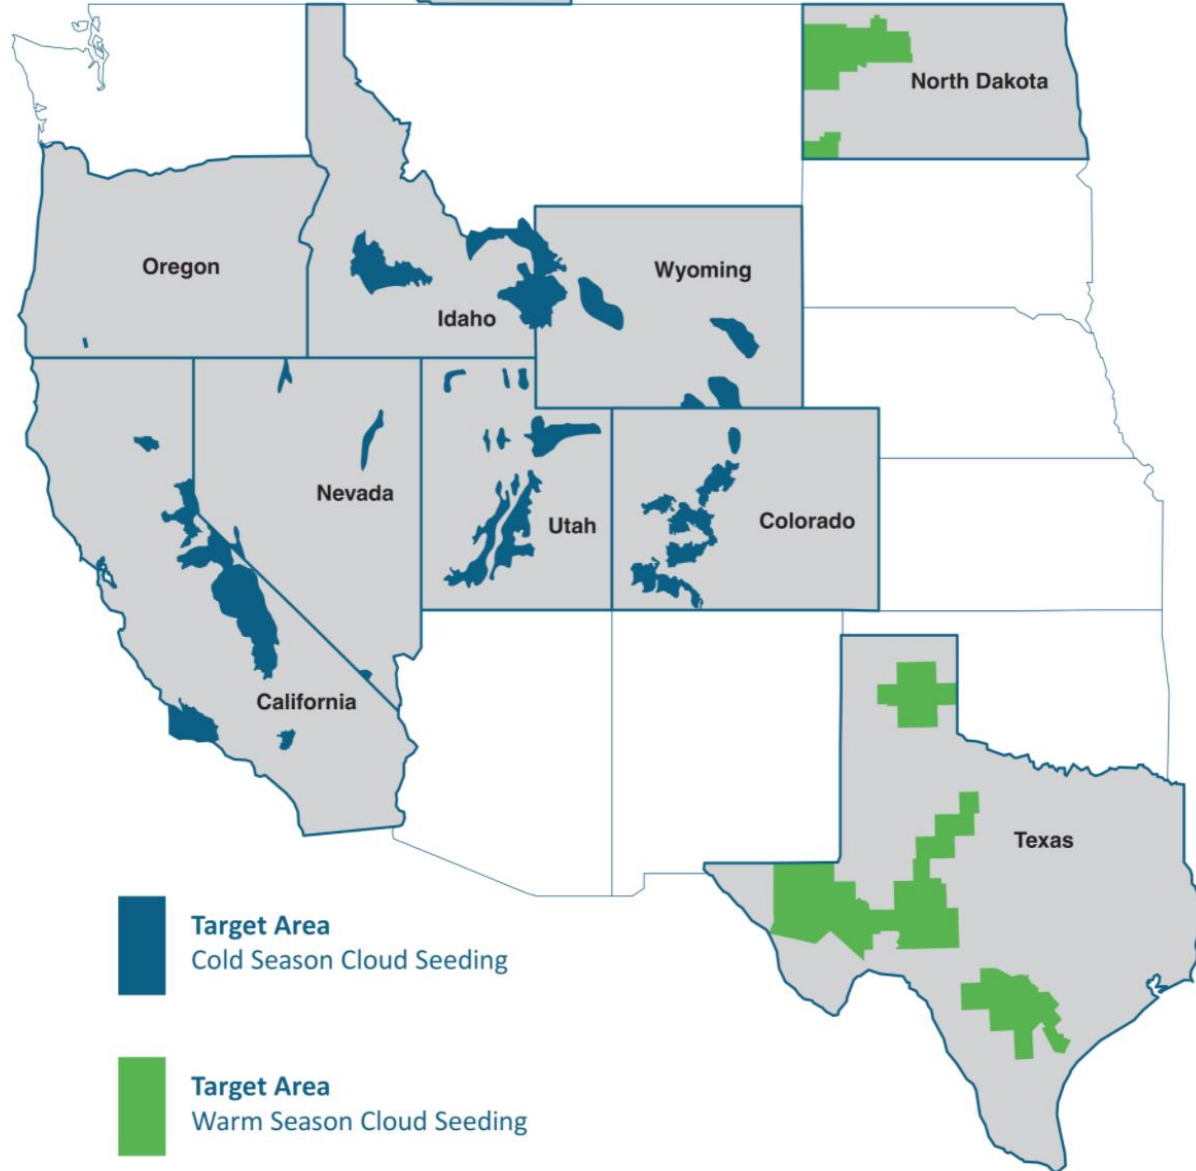 North Dakota
Oregon
Wyoming
Idaho
Nevada
Utah
Colorado
California
Texas
Target Area
Cold Season Cloud Seeding
Target Area
Warm Season Cloud Seeding